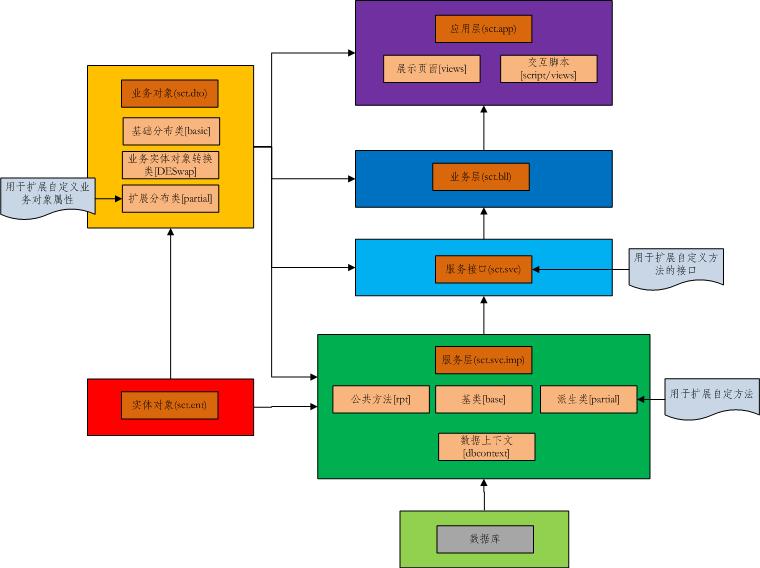 应用层(sct.app)
展示页面[views]
交互脚本
[script/views]
业务对象(sct.dto)
基础分布类[basic]
业务实体对象转换
类[DESwap]
扩展分布类[partial]
用于扩展自定义业
务对象属性
业务层(sct.bll)
服务接口(sct.svc)
用于扩展自定义方
法的接口
服务层(sct.svc.imp)
公共方法[rpt]
基类[base]
派生类[partial]
数据上下文
[dbcontext]
用于扩展自定方法
实体对象(sct.ent)
数据库